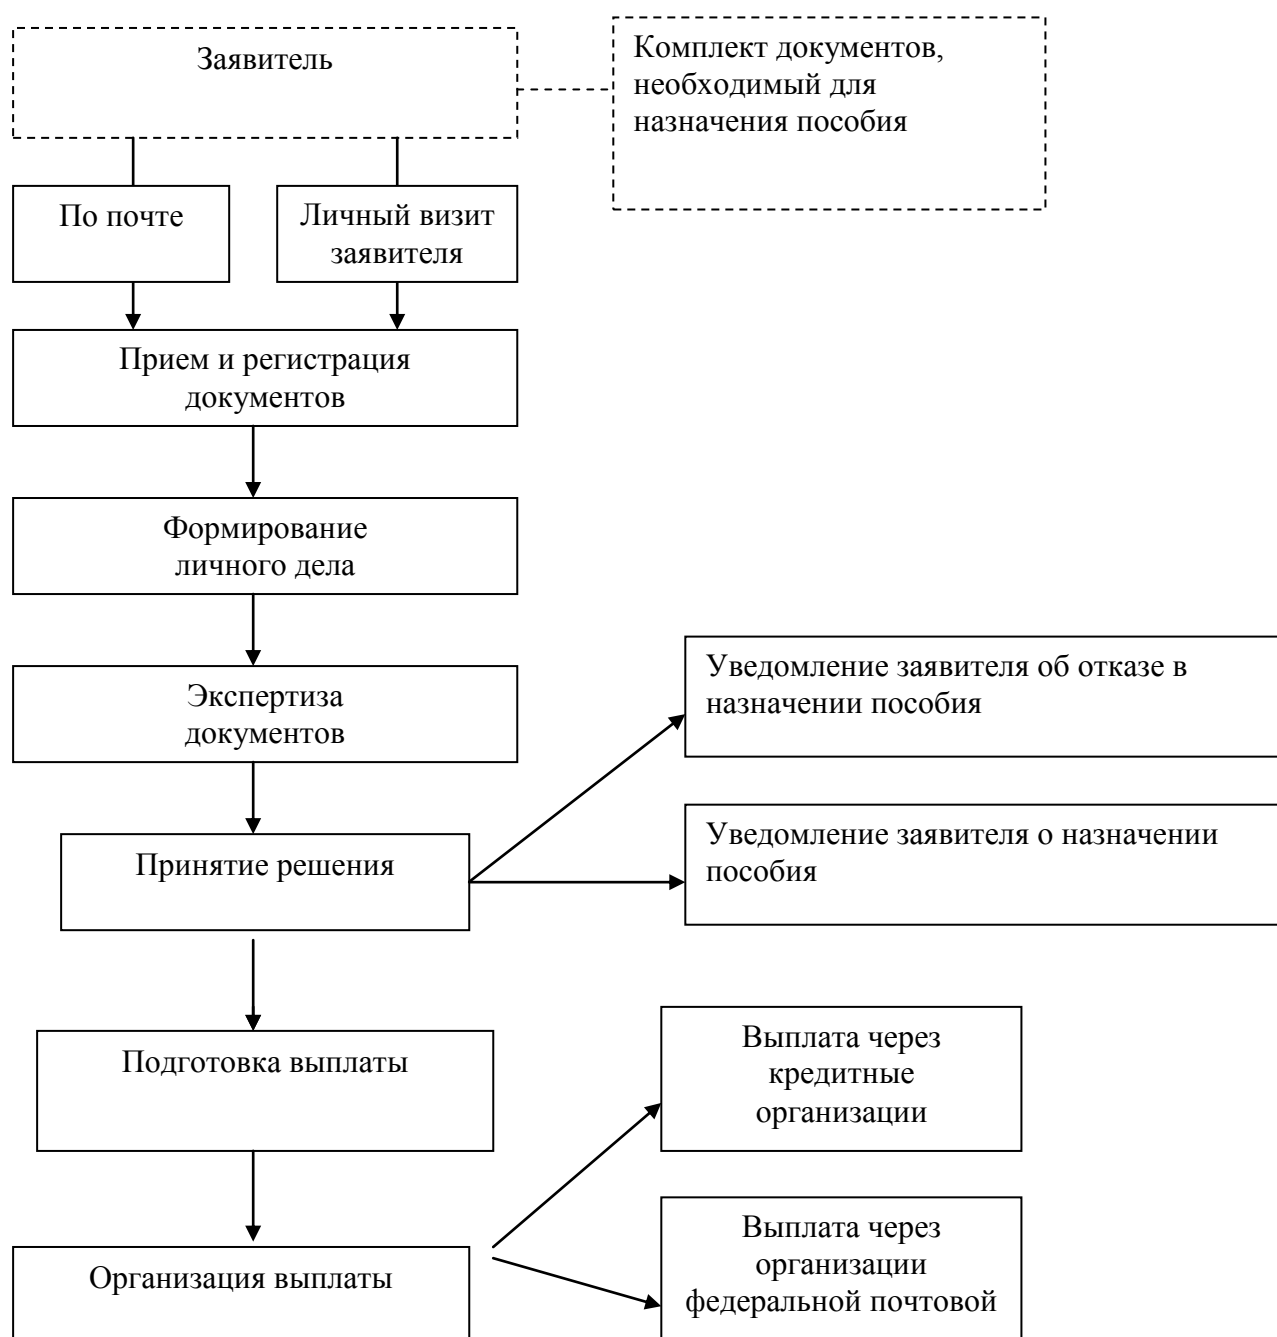 Заявитель
Комплект документов,
необходимый для
назначения пособия
По почте
Личный визит
заявителя
Прием и регистрация
документов
Формирование
личного дела
Экспертиза
документов
Уведомление заявителя об отказе в
назначении пособия
Принятие решения
Уведомление заявителя о назначении
пособия
Подготовка выплаты
Выплата через
кредитные
организации
Организация выплаты
Выплата через
организации
федеральной почтовой